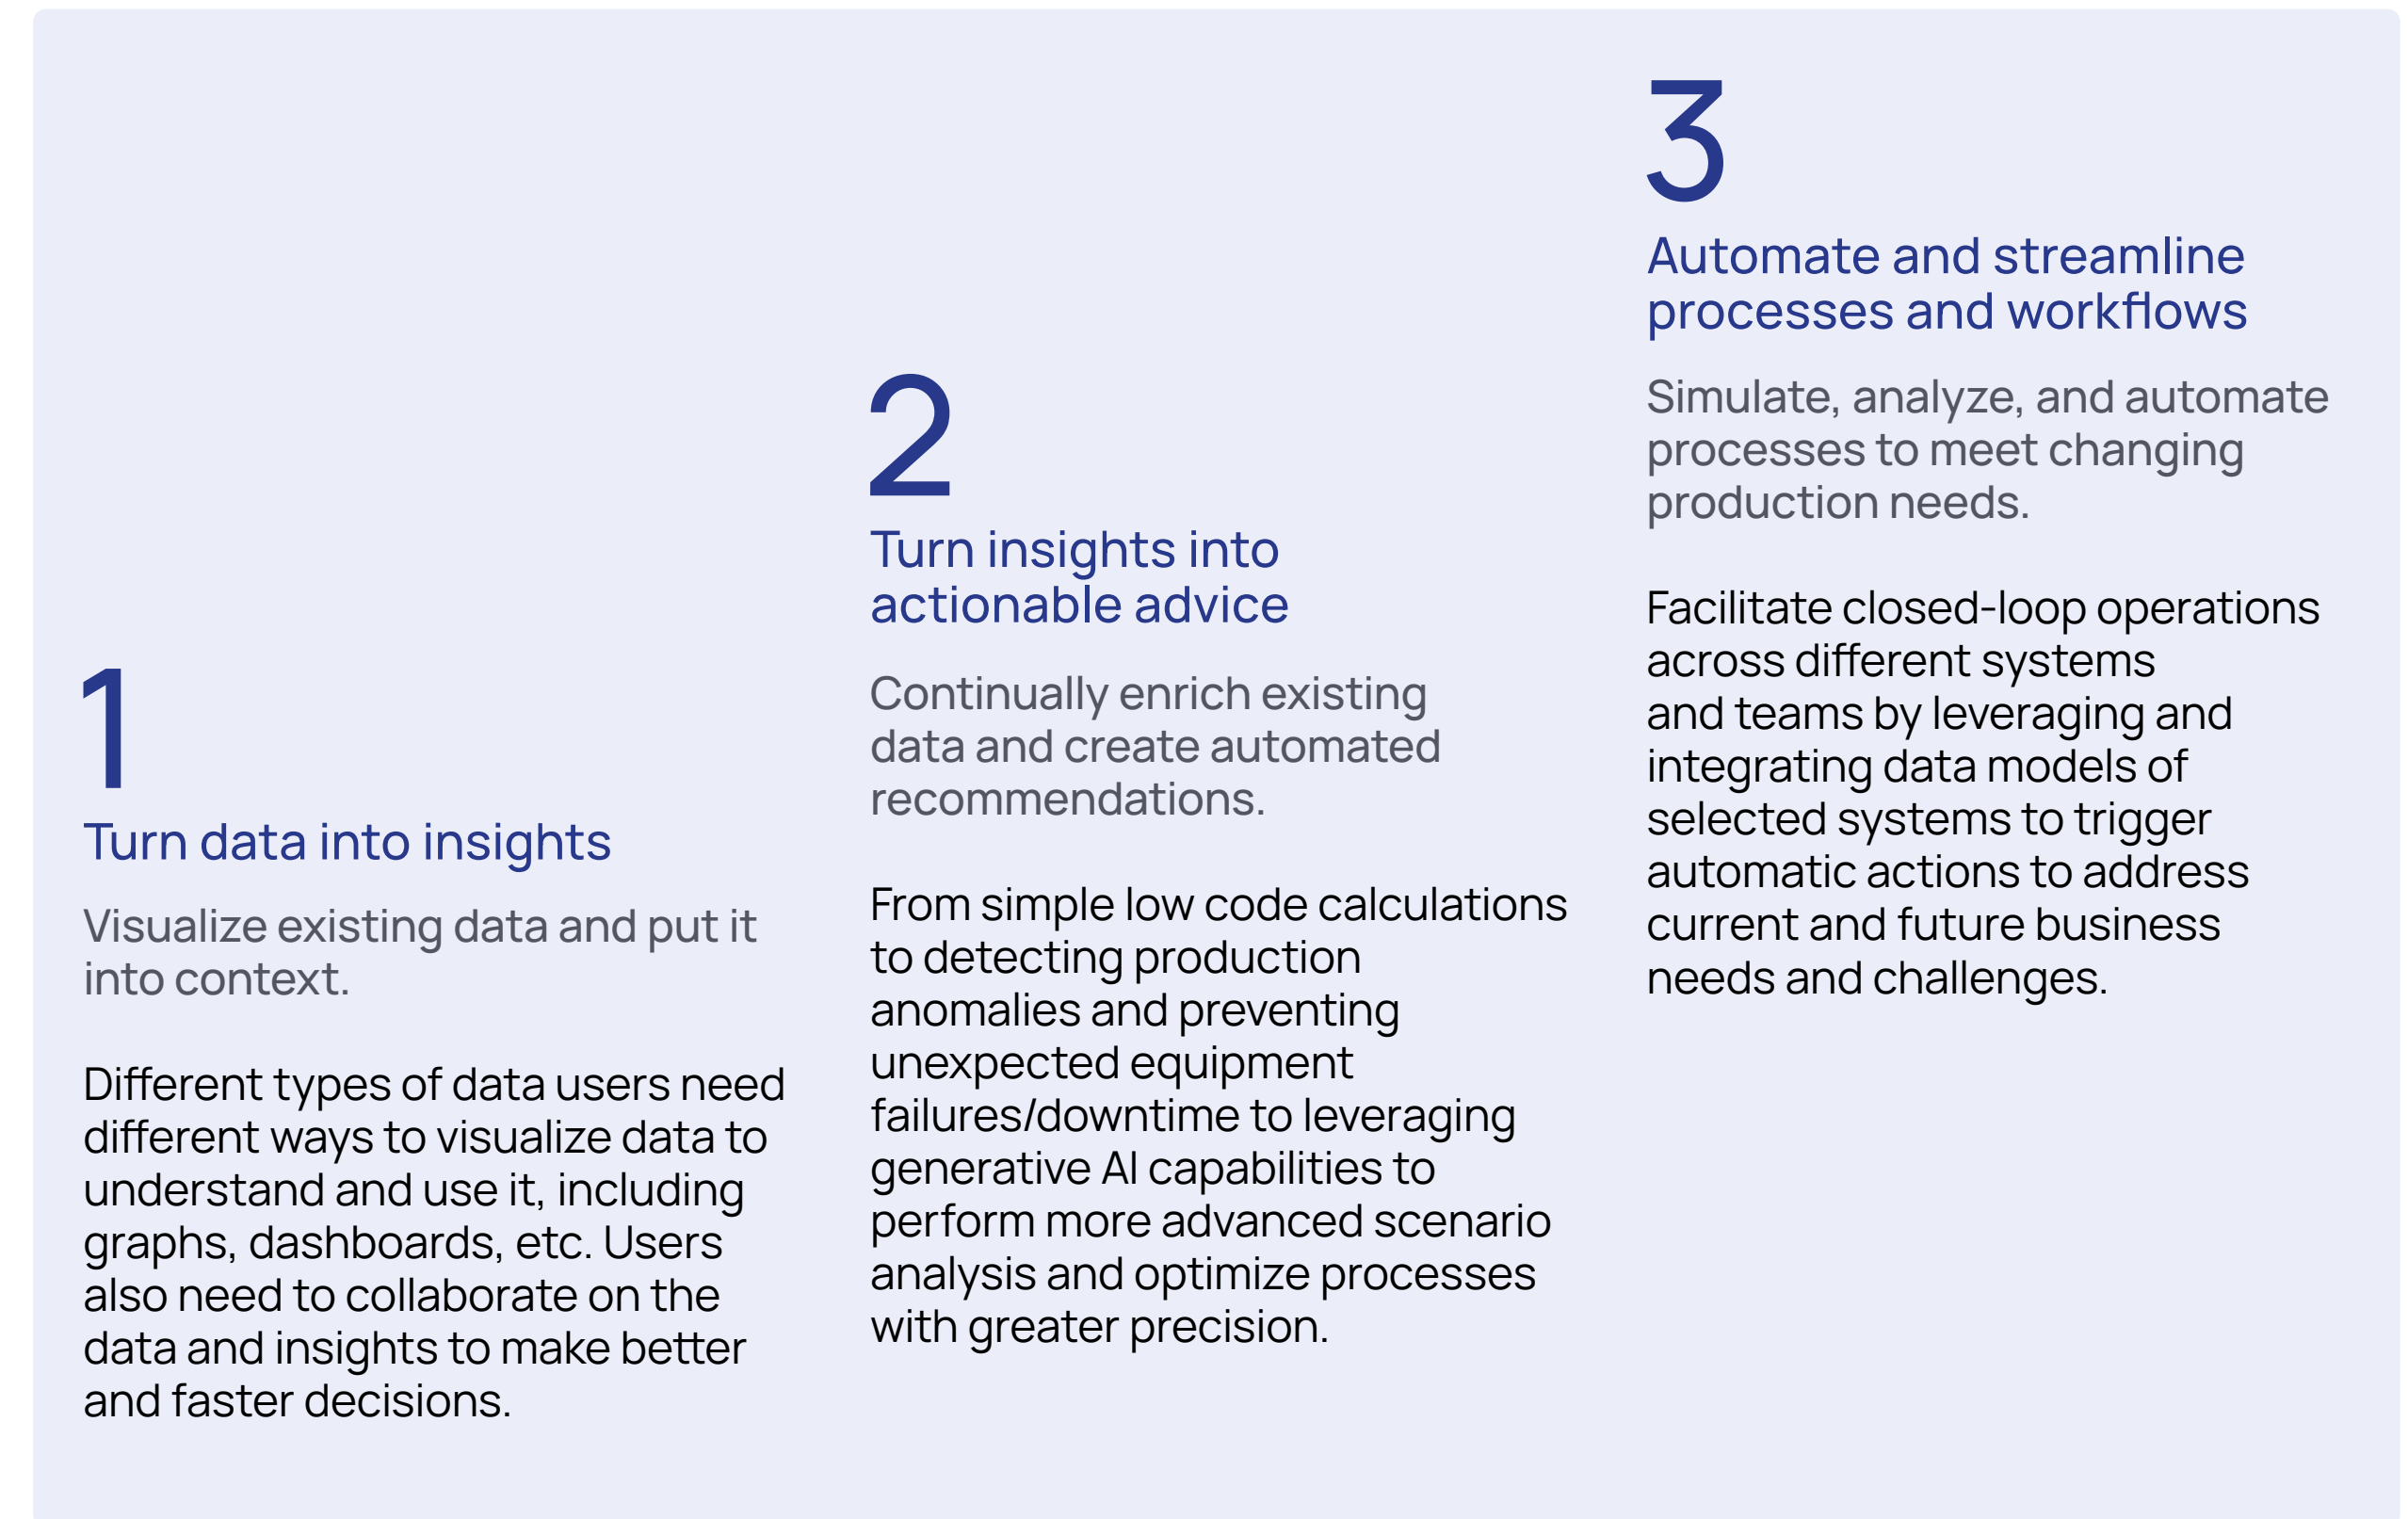 1
Turn data into insights
Visualize existing data and put it
into context.
Different types of data users need
different ways to visualize data to
understand and use it, including
graphs, dashboards, etc. Users
also need to collaborate on the
data and insights to make better
and faster decisions.
2
Turn insights into
actionable advice
Continually enrich existing
data and create automated
recommendations.
From simple low code calculations
to detecting production
anomalies and preventing
unexpected equipment
failures/downtime to leveraging
generative AI capabilities to
perform more advanced scenario
analysis and optimize processes
with greater precision.
3
Automate and streamline
processes and workflows
Simulate, analyze, and automate
processes to meet changing
production needs.
Facilitate closed-loop operations
across different systems
and teams by leveraging and
integrating data models of
selected systems to trigger
automatic actions to address
current and future business
needs and challenges.